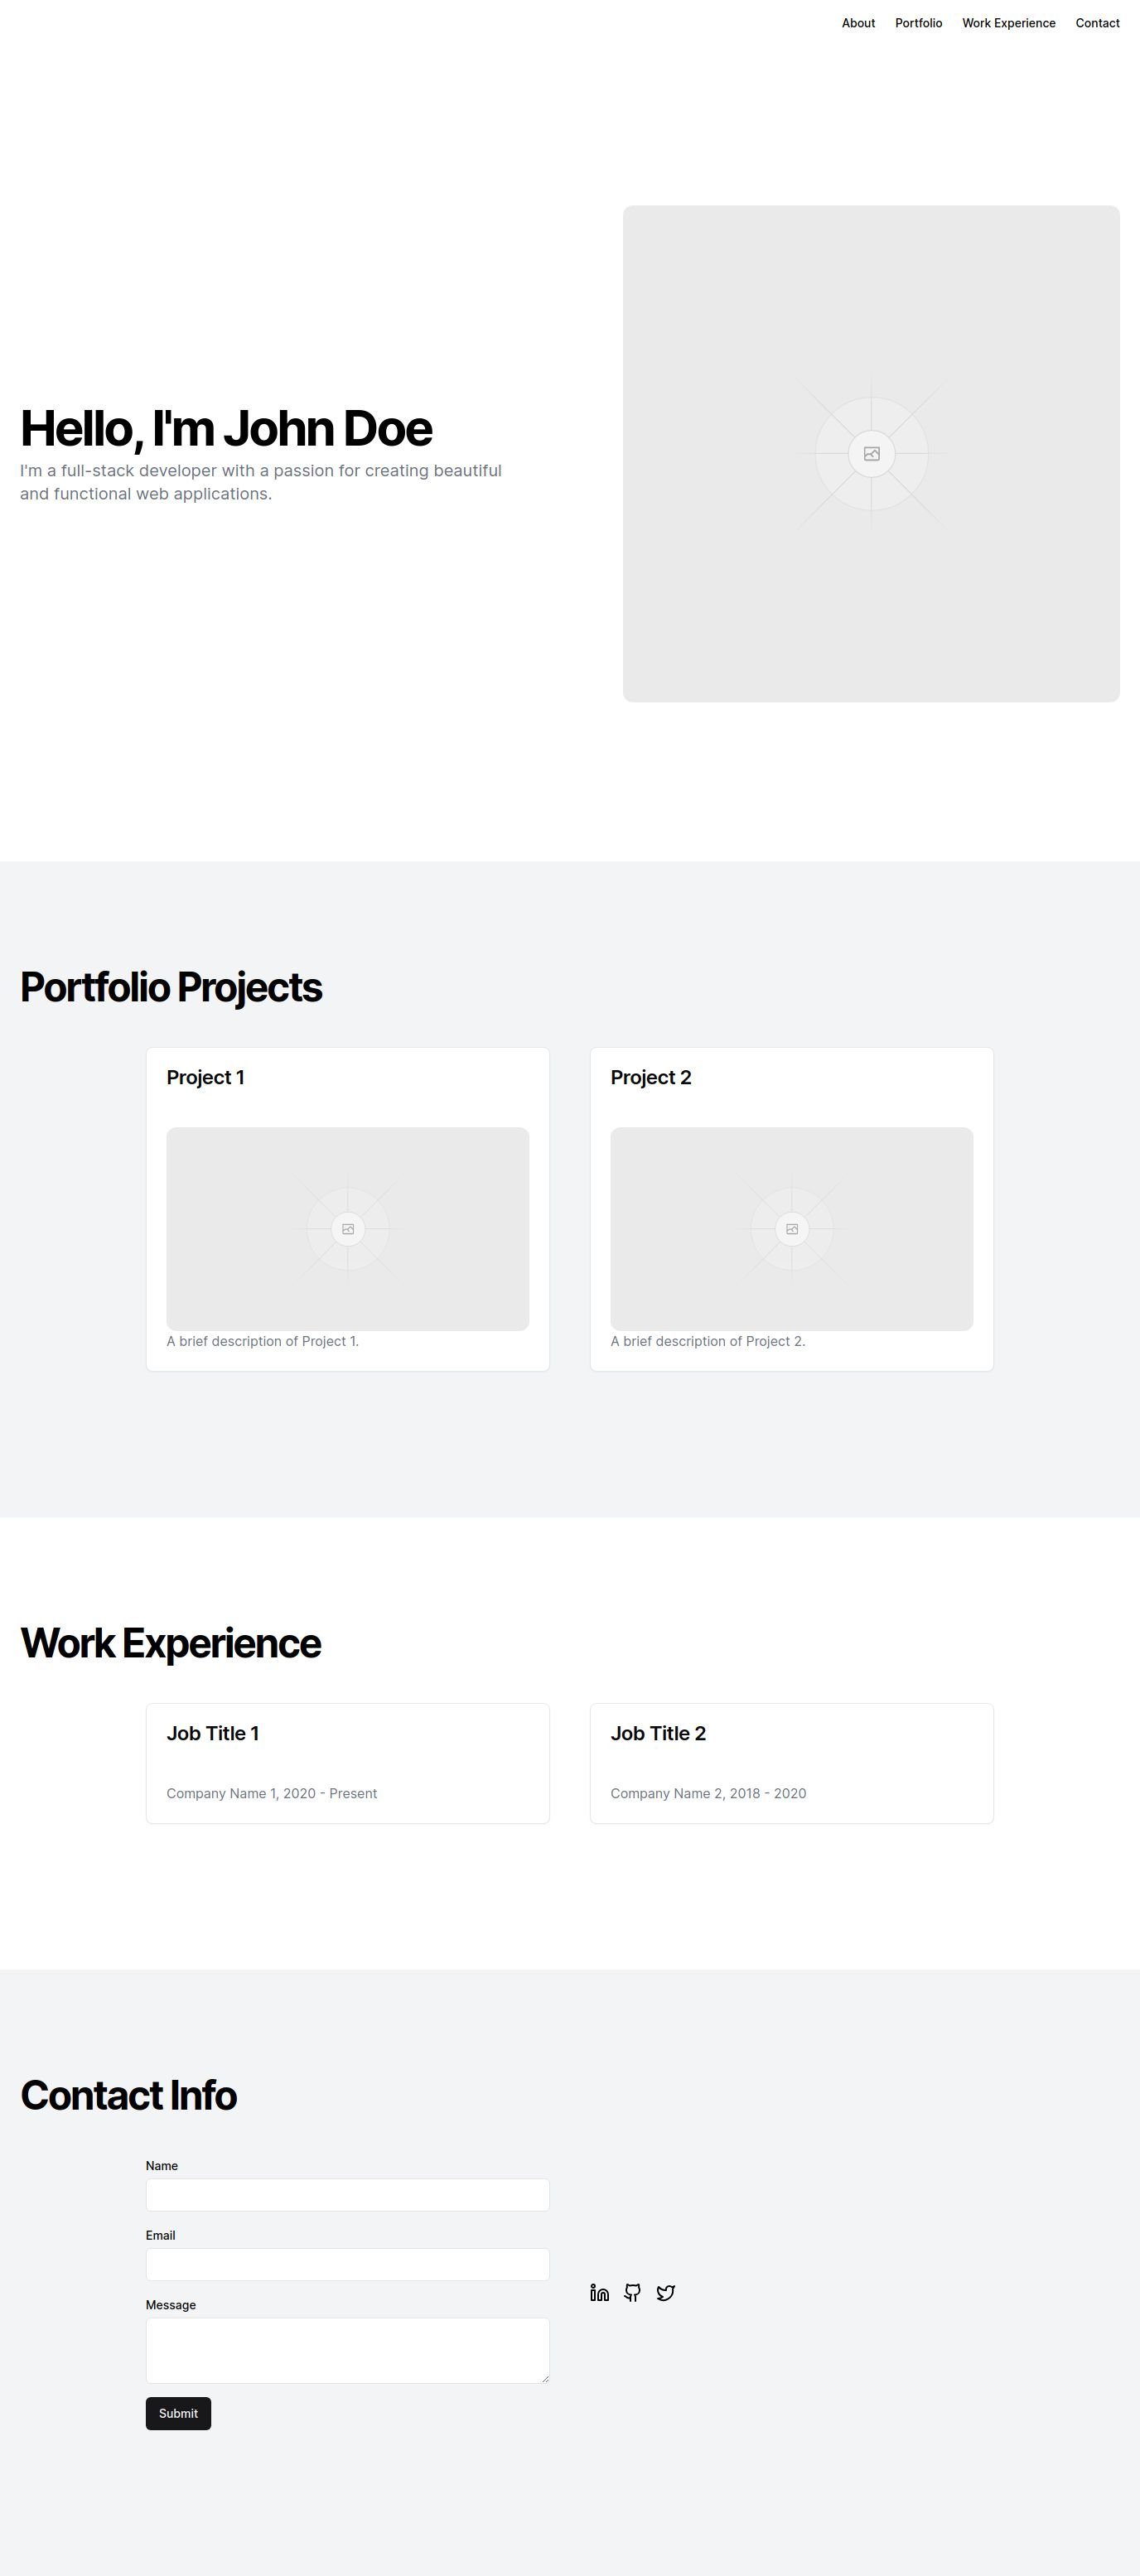 About Portfolio Work Experience Contact
Hello, I'm John Doe
I'm a full-stack developer with a passion for creating beautiful
and functional web applications.
Portfolio Projects
Project 1
A brief description of Project 1.
Project 2
A brief description of Project 2.
Work Experience
Job Title 1
Company Name 1, 2020 - Present
Job Title 2
Company Name 2, 2018 - 2020
Contact Info
Name
Email
Message
Submit